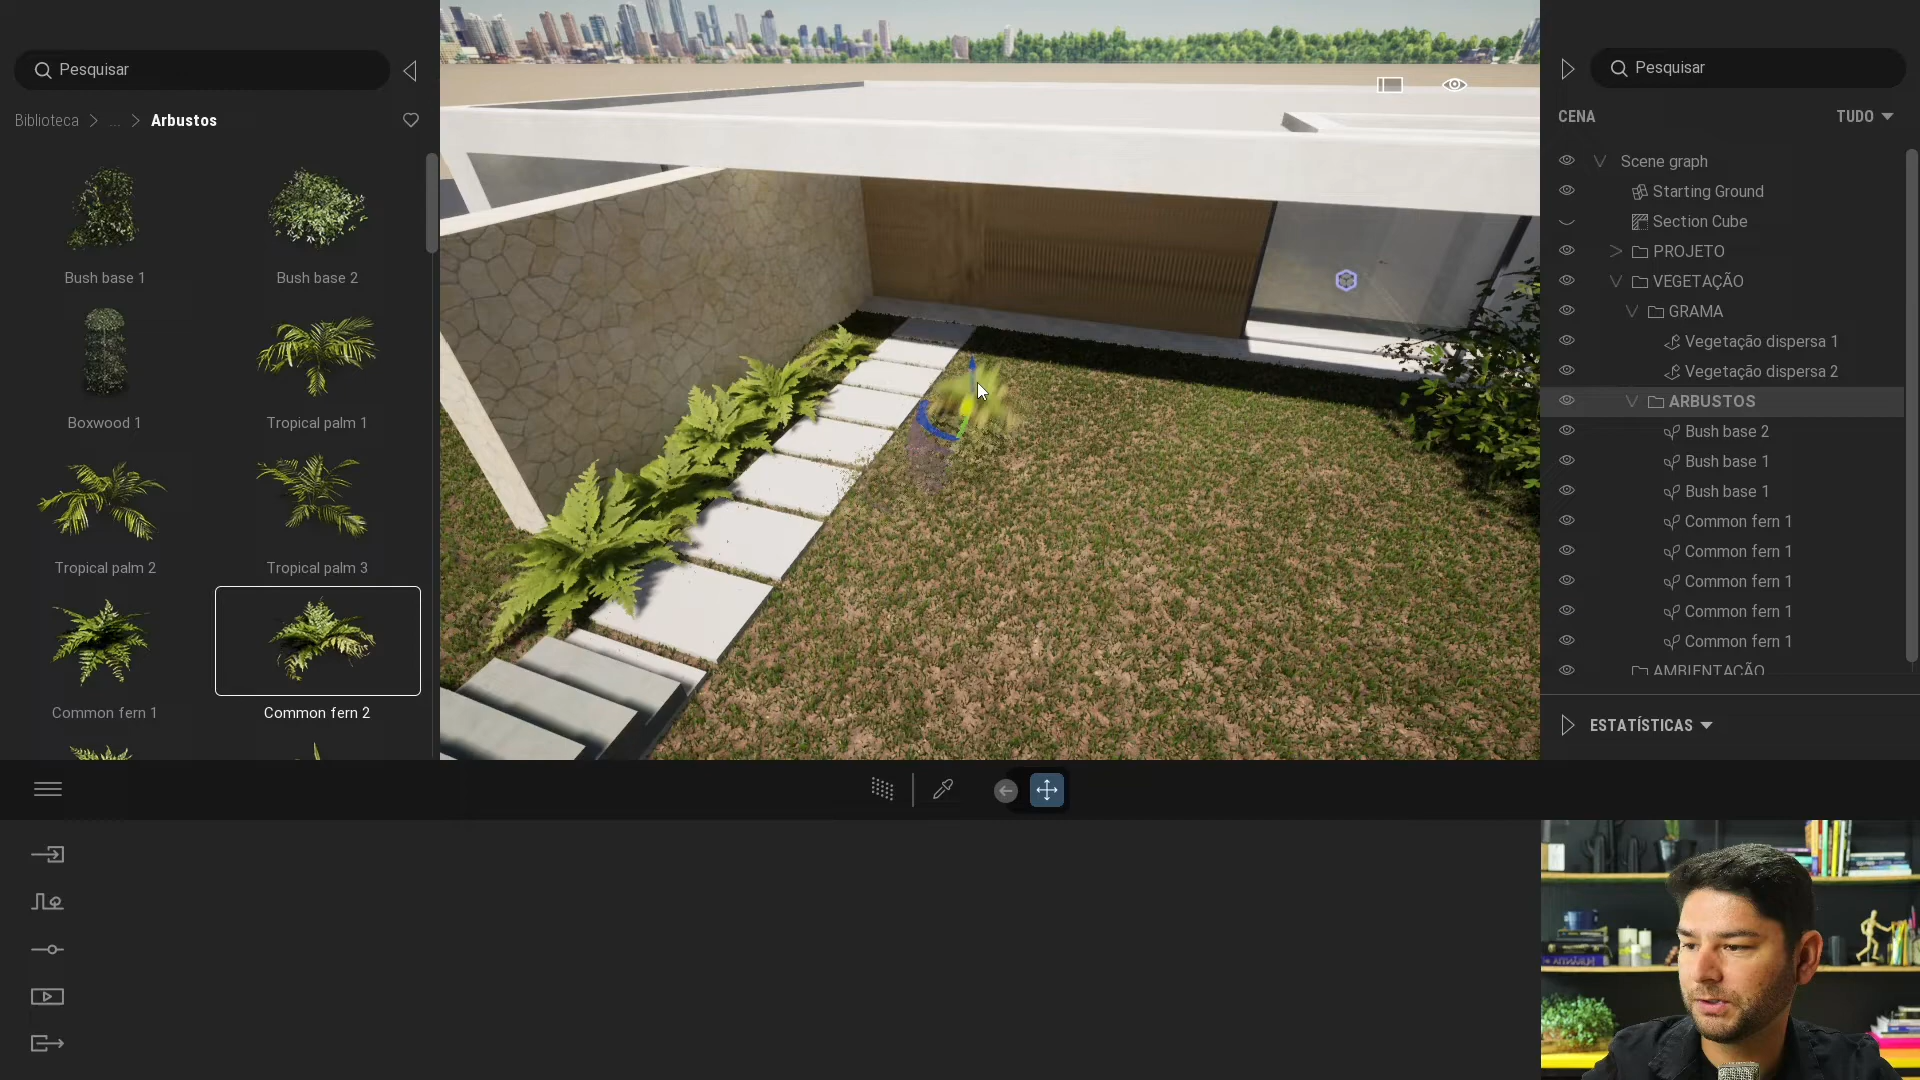 Pesquisar
Biblioteca > ... > Arbustos
Bush base 1
Bush base 2
Boxwood 1
Tropical palm 1
Tropical palm 2
Tropical palm 3
Common fern 1
Common fern 2
Pesquisar
CENA
TUDO
Scene graph
Starting Ground
Section Cube
PROJETO
VEGETAÇÃO
GRAMA
Vegetação dispersa 1
Vegetação dispersa 2
ARBUSTOS
Bush base 2
Bush base 1
Bush base 1
Common fern 1
Common fern 1
Common fern 1
Common fern 1
Common fern 1
AMBIENTAÇÃO
ESTATÍSTICAS